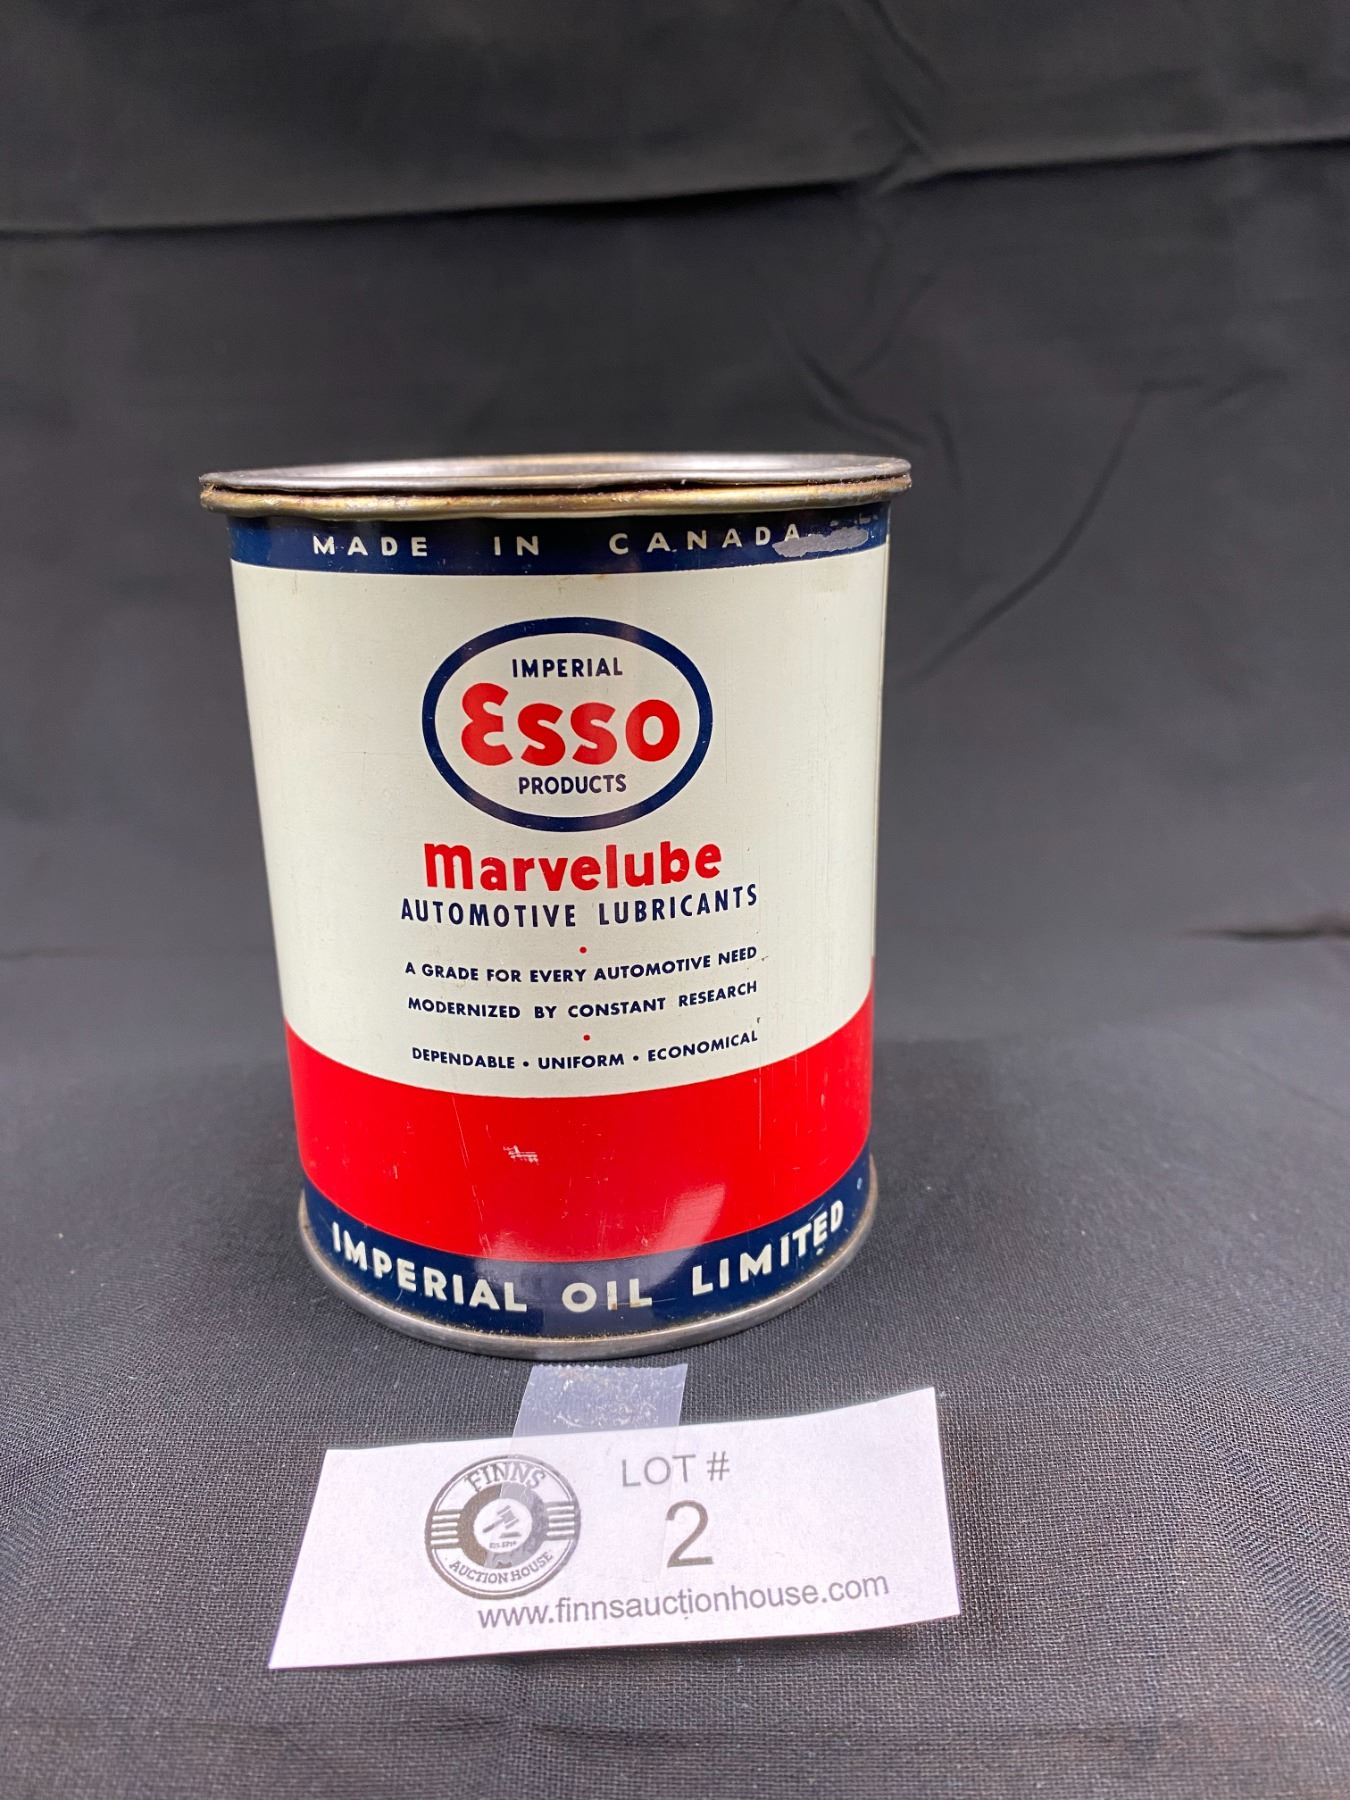 MADE IN CANADA
IMPERIAL
Esso
PRODUCTS
Marvelube
AUTOMOTIVE LUBRICANTS
•
A GRADE FOR EVERY AUTOMOTIVE NEED
MODERNIZED BY CONSTANT RESEARCH
•
DEPENDABLE • UNIFORM • ECONOMICAL
IMPERIAL OIL LIMITED
FINNS
AUCTION HOUSE
LOT #
2
www.finnsauctionhouse.com